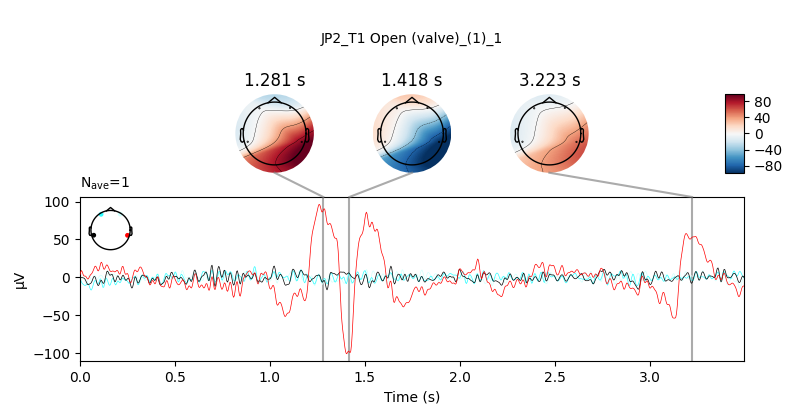 JP2_T1 Open (valve)_(1)_1
1.281 s 1.418 s 3.223 s
80
40
0
−40
−80
Nave=1
100
50
0
−50
−100
µV
0.0 0.5 1.0 1.5 2.0 2.5 3.0
Time (s)